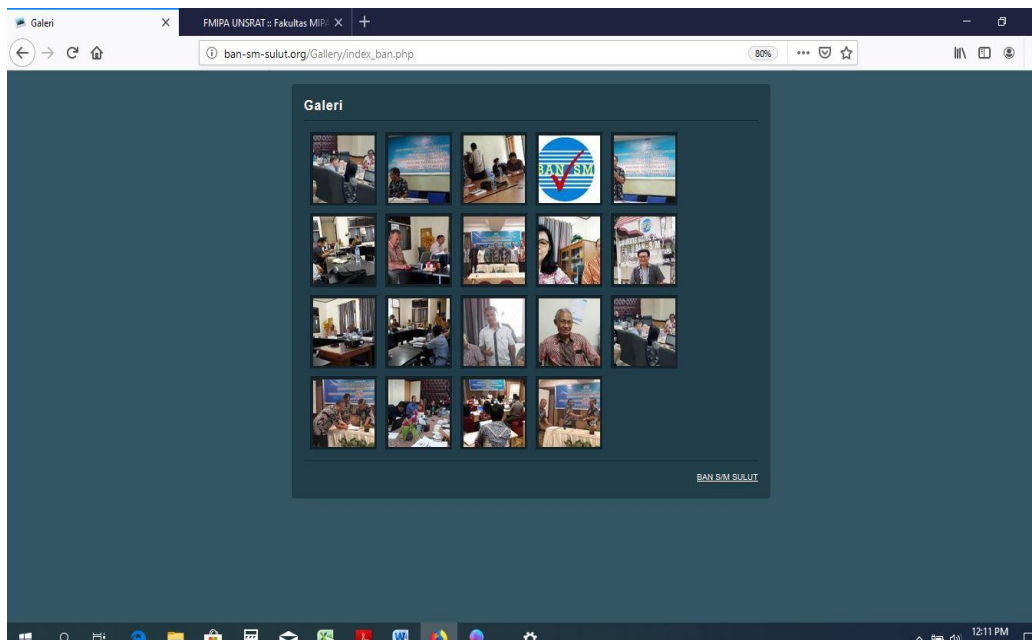 Galeri
FMIPA UNSRAT :: Fakultas MIPA
ban-sm-sulut.org/Gallery/index_ban.php
80%
Galeri
BAN SM
BAN - S/M
BAN S/M SULUT
12:11 PM